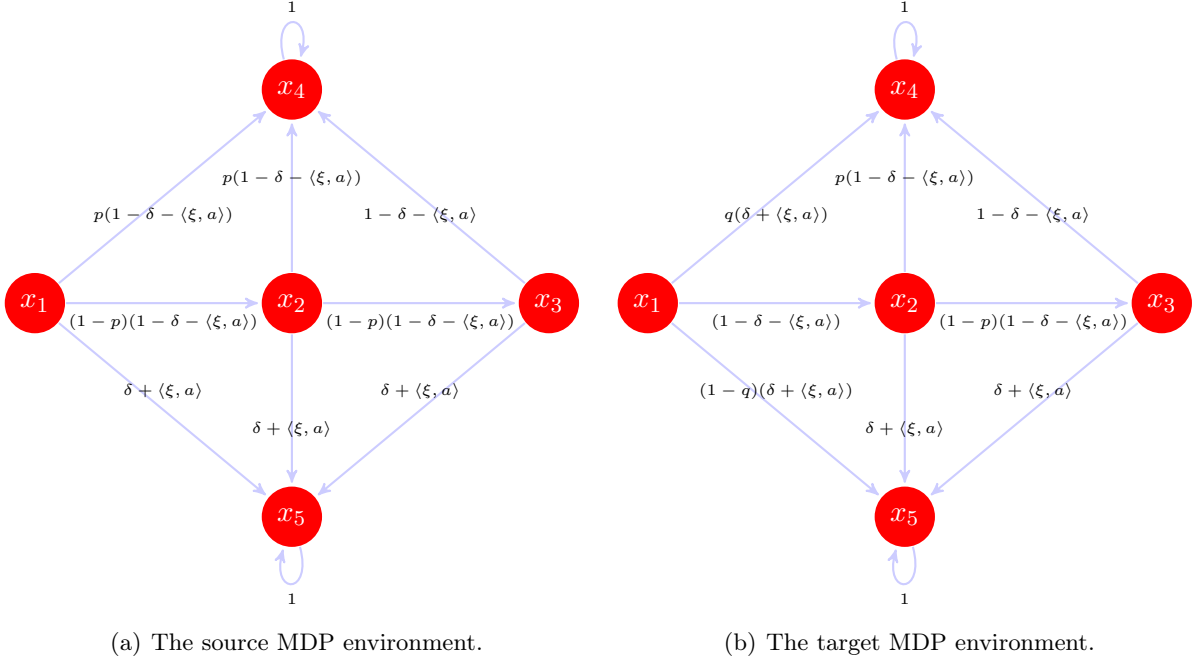 1
x₄
p(1 − δ − ⟨ξ, a⟩)
p(1 − δ − ⟨ξ, a⟩)
1 − δ − ⟨ξ, a⟩
x₁
x₂
x₃
(1 − p)(1 − δ − ⟨ξ, a⟩)
(1 − p)(1 − δ − ⟨ξ, a⟩)
δ + ⟨ξ, a⟩
δ + ⟨ξ, a⟩
δ + ⟨ξ, a⟩
x₅
1
(a) The source MDP environment.
1
x₄
p(1 − δ − ⟨ξ, a⟩)
q(δ + ⟨ξ, a⟩)
1 − δ − ⟨ξ, a⟩
x₁
x₂
x₃
(1 − δ − ⟨ξ, a⟩)
(1 − p)(1 − δ − ⟨ξ, a⟩)
(1 − q)(δ + ⟨ξ, a⟩)
δ + ⟨ξ, a⟩
δ + ⟨ξ, a⟩
x₅
1
(b) The target MDP environment.